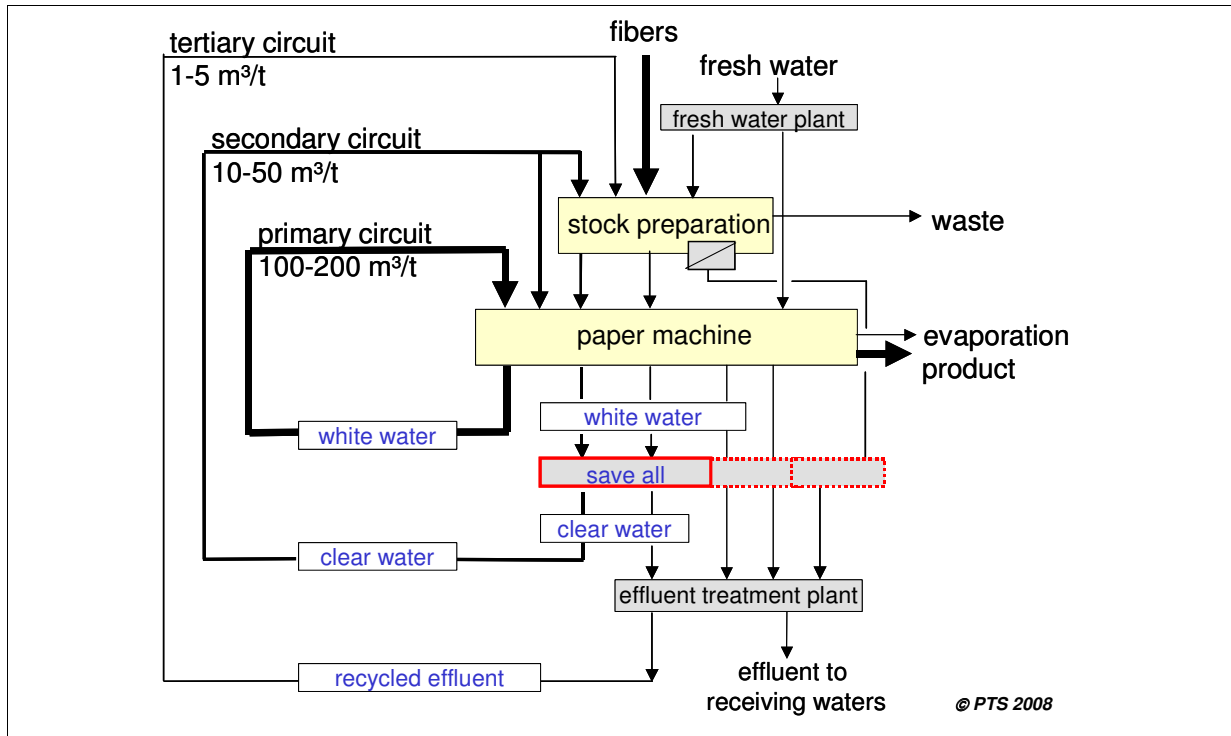 tertiary circuit
1-5 m³/t
fibers
fresh water
fresh water plant
secondary circuit
10-50 m³/t
stock preparation
waste
primary circuit
100-200 m³/t
paper machine
evaporation
product
white water
white water
save all
clear water
clear water
effluent treatment plant
recycled effluent
effluent to
receiving waters
© PTS 2008